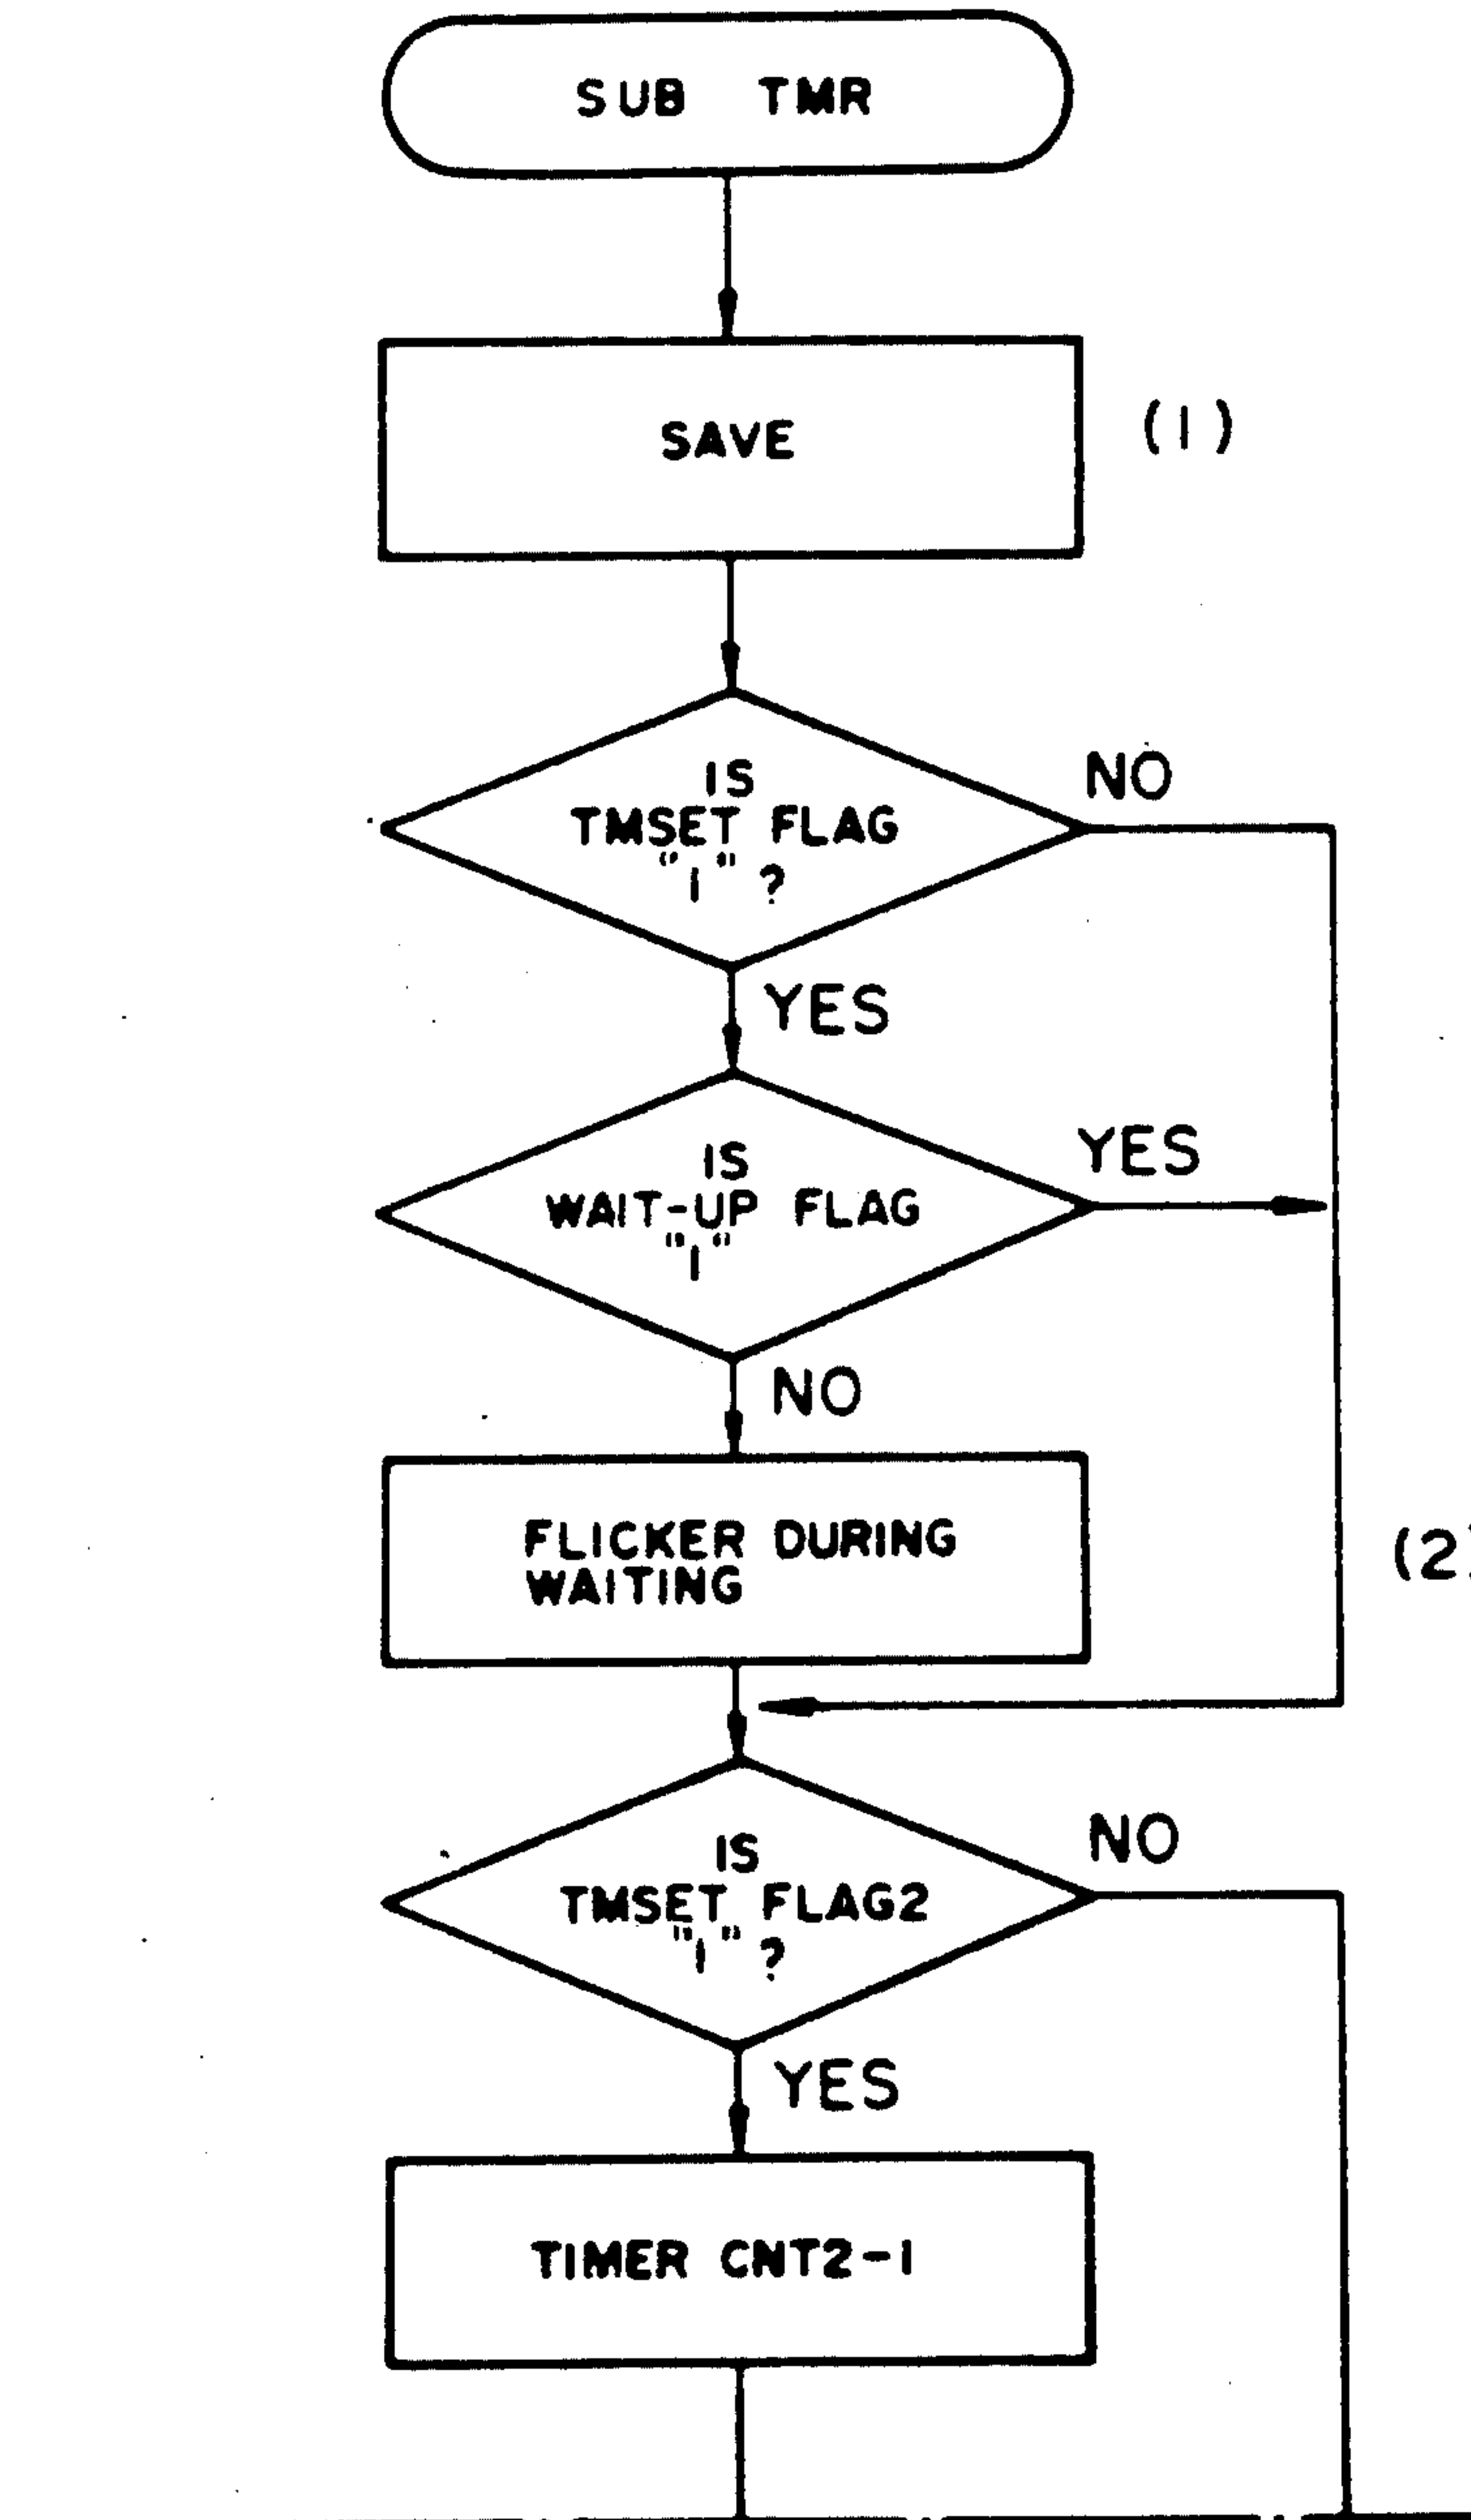 SUB TMR
SAVE
(1)
IS
TMSET FLAG
"1" ?
NO
YES
IS
WAIT-UP FLAG
"1"
YES
NO
FLICKER DURING
WAITING
(2)
IS
TMSET FLAG2
"1" ?
NO
YES
TIMER CNT2-1